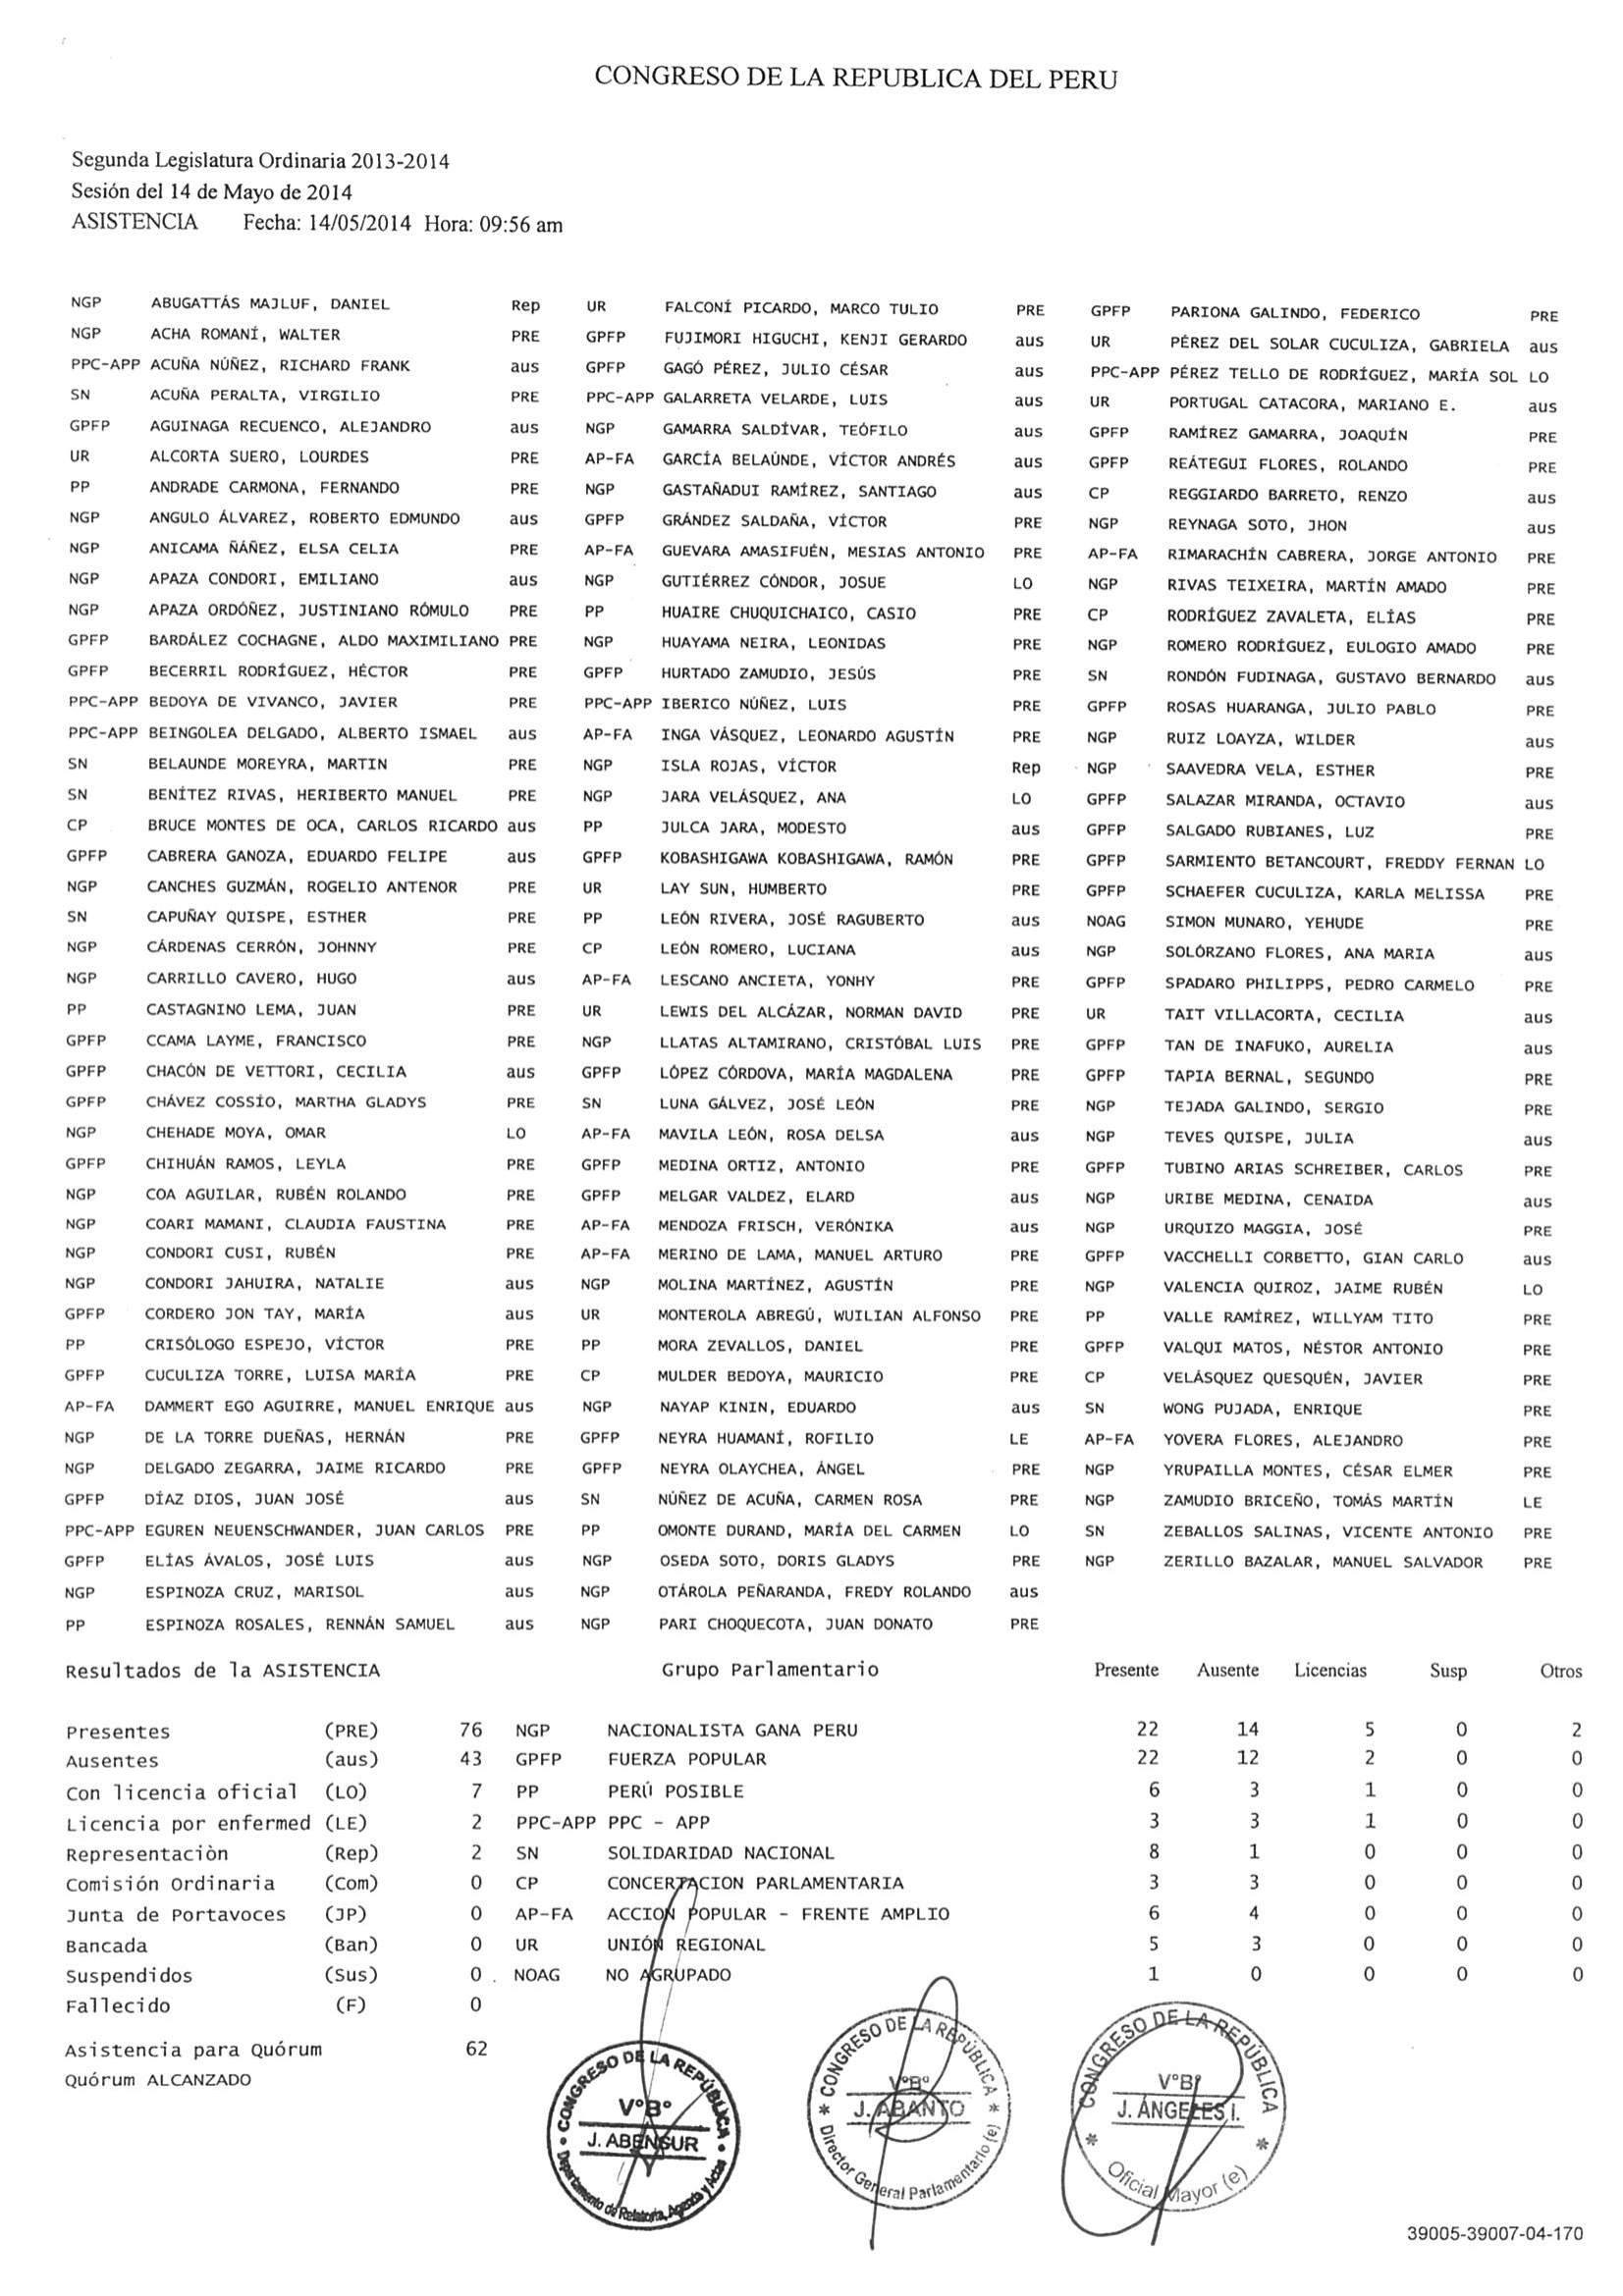 CONGRESO DE LA REPUBLICA DEL PERU
Segunda Legislatura Ordinaria 2013-2014
Sesión del 14 de Mayo de 2014
ASISTENCIA Fecha: 14/05/2014 Hora: 09:56 am
NGP ABUGATTÁS MAJLUF, DANIEL Rep UR FALCONÍ PICARDO, MARCO TULIO PRE GPFP PARIONA GALINDO, FEDERICO PRE
NGP ACHA ROMANÍ, WALTER PRE GPFP FUJIMORI HIGUCHI, KENJI GERARDO aus UR PÉREZ DEL SOLAR CUCULIZA, GABRIELA aus
PPC-APP ACUÑA NÚÑEZ, RICHARD FRANK aus GPFP GAGÓ PÉREZ, JULIO CÉSAR aus PPC-APP PÉREZ TELLO DE RODRÍGUEZ, MARÍA SOL LO
SN ACUÑA PERALTA, VIRGILIO PRE PPC-APP GALARRETA VELARDE, LUIS aus UR PORTUGAL CATACORA, MARIANO E. aus
GPFP AGUINAGA RECUENCO, ALEJANDRO aus NGP GAMARRA SALDÍVAR, TEÓFILO aus GPFP RAMÍREZ GAMARRA, JOAQUÍN PRE
UR ALCORTA SUERO, LOURDES PRE AP-FA GARCÍA BELAÚNDE, VÍCTOR ANDRÉS aus GPFP REÁTEGUI FLORES, ROLANDO PRE
PP ANDRADE CARMONA, FERNANDO PRE NGP GASTAÑADUI RAMÍREZ, SANTIAGO aus CP REGGIARDO BARRETO, RENZO aus
NGP ANGULO ÁLVAREZ, ROBERTO EDMUNDO aus GPFP GRÁNDEZ SALDAÑA, VÍCTOR PRE NGP REYNAGA SOTO, JHON aus
NGP ANICAMA ÑÁÑEZ, ELSA CELIA PRE AP-FA GUEVARA AMASIFUÉN, MESIAS ANTONIO PRE AP-FA RIMARACHÍN CABRERA, JORGE ANTONIO PRE
NGP APAZA CONDORI, EMILIANO aus NGP GUTIÉRREZ CÓNDOR, JOSUE LO NGP RIVAS TEIXEIRA, MARTÍN AMADO PRE
NGP APAZA ORDÓÑEZ, JUSTINIANO RÓMULO PRE PP HUAIRE CHUQUICHAICO, CASIO PRE CP RODRÍGUEZ ZAVALETA, ELÍAS PRE
GPFP BARDÁLEZ COCHAGNE, ALDO MAXIMILIANO PRE NGP HUAYAMA NEIRA, LEONIDAS PRE NGP ROMERO RODRÍGUEZ, EULOGIO AMADO PRE
GPFP BECERRIL RODRÍGUEZ, HÉCTOR PRE GPFP HURTADO ZAMUDIO, JESÚS PRE SN RONDÓN FUDINAGA, GUSTAVO BERNARDO aus
PPC-APP BEDOYA DE VIVANCO, JAVIER PRE PPC-APP IBERICO NÚÑEZ, LUIS PRE GPFP ROSAS HUARANGA, JULIO PABLO PRE
PPC-APP BEINGOLEA DELGADO, ALBERTO ISMAEL aus AP-FA INGA VÁSQUEZ, LEONARDO AGUSTÍN PRE NGP RUIZ LOAYZA, WILDER aus
SN BELAUNDE MOREYRA, MARTIN PRE NGP ISLA ROJAS, VÍCTOR Rep NGP SAAVEDRA VELA, ESTHER PRE
SN BENÍTEZ RIVAS, HERIBERTO MANUEL PRE NGP JARA VELÁSQUEZ, ANA LO GPFP SALAZAR MIRANDA, OCTAVIO aus
CP BRUCE MONTES DE OCA, CARLOS RICARDO aus PP JULCA JARA, MODESTO aus GPFP SALGADO RUBIANES, LUZ PRE
GPFP CABRERA GANOZA, EDUARDO FELIPE aus GPFP KOBASHIGAWA KOBASHIGAWA, RAMÓN PRE GPFP SARMIENTO BETANCOURT, FREDDY FERNAN LO
NGP CANCHES GUZMÁN, ROGELIO ANTENOR PRE UR LAY SUN, HUMBERTO PRE GPFP SCHAEFER CUCULIZA, KARLA MELISSA PRE
SN CAPUÑAY QUISPE, ESTHER PRE PP LEÓN RIVERA, JOSÉ RAGUBERTO aus NOAG SIMON MUNARO, YEHUDE PRE
NGP CÁRDENAS CERRÓN, JOHNNY PRE CP LEÓN ROMERO, LUCIANA aus NGP SOLÓRZANO FLORES, ANA MARIA aus
NGP CARRILLO CAVERO, HUGO aus AP-FA LESCANO ANCIETA, YONHY PRE GPFP SPADARO PHILIPPS, PEDRO CARMELO PRE
PP CASTAGNINO LEMA, JUAN PRE UR LEWIS DEL ALCÁZAR, NORMAN DAVID PRE UR TAIT VILLACORTA, CECILIA aus
GPFP CCAMA LAYME, FRANCISCO PRE NGP LLATAS ALTAMIRANO, CRISTÓBAL LUIS PRE GPFP TAN DE INAFUKO, AURELIA aus
GPFP CHACÓN DE VETTORI, CECILIA aus GPFP LÓPEZ CÓRDOVA, MARÍA MAGDALENA PRE GPFP TAPIA BERNAL, SEGUNDO PRE
GPFP CHÁVEZ COSSÍO, MARTHA GLADYS PRE SN LUNA GÁLVEZ, JOSÉ LEÓN PRE NGP TEJADA GALINDO, SERGIO PRE
NGP CHEHADE MOYA, OMAR LO AP-FA MAVILA LEÓN, ROSA DELSA aus NGP TEVES QUISPE, JULIA aus
GPFP CHIHUÁN RAMOS, LEYLA PRE GPFP MEDINA ORTIZ, ANTONIO PRE GPFP TUBINO ARIAS SCHREIBER, CARLOS PRE
NGP COA AGUILAR, RUBÉN ROLANDO PRE GPFP MELGAR VALDEZ, ELARD aus NGP URIBE MEDINA, CENAIDA aus
NGP COARI MAMANI, CLAUDIA FAUSTINA PRE AP-FA MENDOZA FRISCH, VERÓNIKA aus NGP URQUIZO MAGGIA, JOSÉ PRE
NGP CONDORI CUSI, RUBÉN PRE AP-FA MERINO DE LAMA, MANUEL ARTURO PRE GPFP VACCHELLI CORBETTO, GIAN CARLO aus
NGP CONDORI JAHUIRA, NATALIE aus NGP MOLINA MARTÍNEZ, AGUSTÍN PRE NGP VALENCIA QUIROZ, JAIME RUBÉN LO
GPFP CORDERO JON TAY, MARÍA aus UR MONTEROLA ABREGÚ, WUILIAN ALFONSO PRE PP VALLE RAMÍREZ, WILLYAM TITO PRE
PP CRISÓLOGO ESPEJO, VÍCTOR PRE PP MORA ZEVALLOS, DANIEL PRE GPFP VALQUI MATOS, NÉSTOR ANTONIO PRE
GPFP CUCULIZA TORRE, LUISA MARÍA PRE CP MULDER BEDOYA, MAURICIO PRE CP VELÁSQUEZ QUESQUÉN, JAVIER PRE
AP-FA DAMMERT EGO AGUIRRE, MANUEL ENRIQUE aus NGP NAYAP KININ, EDUARDO aus SN WONG PUJADA, ENRIQUE PRE
NGP DE LA TORRE DUEÑAS, HERNÁN PRE GPFP NEYRA HUAMANÍ, ROFILIO LE AP-FA YOVERA FLORES, ALEJANDRO PRE
NGP DELGADO ZEGARRA, JAIME RICARDO PRE GPFP NEYRA OLAYCHEA, ÁNGEL PRE NGP YRUPAILLA MONTES, CÉSAR ELMER PRE
GPFP DÍAZ DIOS, JUAN JOSÉ aus SN NÚÑEZ DE ACUÑA, CARMEN ROSA PRE NGP ZAMUDIO BRICEÑO, TOMÁS MARTÍN LE
PPC-APP EGUREN NEUENSCHWANDER, JUAN CARLOS PRE PP OMONTE DURAND, MARÍA DEL CARMEN LO SN ZEBALLOS SALINAS, VICENTE ANTONIO PRE
GPFP ELÍAS ÁVALOS, JOSÉ LUIS aus NGP OSEDA SOTO, DORIS GLADYS PRE NGP ZERILLO BAZALAR, MANUEL SALVADOR PRE
NGP ESPINOZA CRUZ, MARISOL aus NGP OTÁROLA PEÑARANDA, FREDY ROLANDO aus
PP ESPINOZA ROSALES, RENNÁN SAMUEL aus NGP PARI CHOQUECOTA, JUAN DONATO PRE
Resultados de la ASISTENCIA Grupo Parlamentario Presente Ausente Licencias Susp Otros
Presentes (PRE) 76 NGP NACIONALISTA GANA PERU 22 14 5 0 2
Ausentes (aus) 43 GPFP FUERZA POPULAR 22 12 2 0 0
Con licencia oficial (LO) 7 PP PERÚ POSIBLE 6 3 1 0 0
Licencia por enfermed (LE) 2 PPC-APP PPC - APP 3 3 1 0 0
Representaciòn (Rep) 2 SN SOLIDARIDAD NACIONAL 8 1 0 0 0
Comisión Ordinaria (Com) 0 CP CONCERTACION PARLAMENTARIA 3 3 0 0 0
Junta de Portavoces (JP) 0 AP-FA ACCION POPULAR - FRENTE AMPLIO 6 4 0 0 0
Bancada (Ban) 0 UR UNIÓN REGIONAL 5 3 0 0 0
Suspendidos (Sus) 0 NOAG NO AGRUPADO 1 0 0 0 0
Fallecido (F) 0
Asistencia para Quórum 62
Quórum ALCANZADO
CONGRESO DE LA REPÚBLICA
V°B°
J. ABENSUR
Departamento de Relatoría, Agenda y Actas
CONGRESO DE LA REPÚBLICA
V°B°
J. ABANTO
Director General Parlamentario (e)
CONGRESO DE LA REPÚBLICA
V°B°
J. ÁNGELES I.
Oficial Mayor (e)
39005-39007-04-170